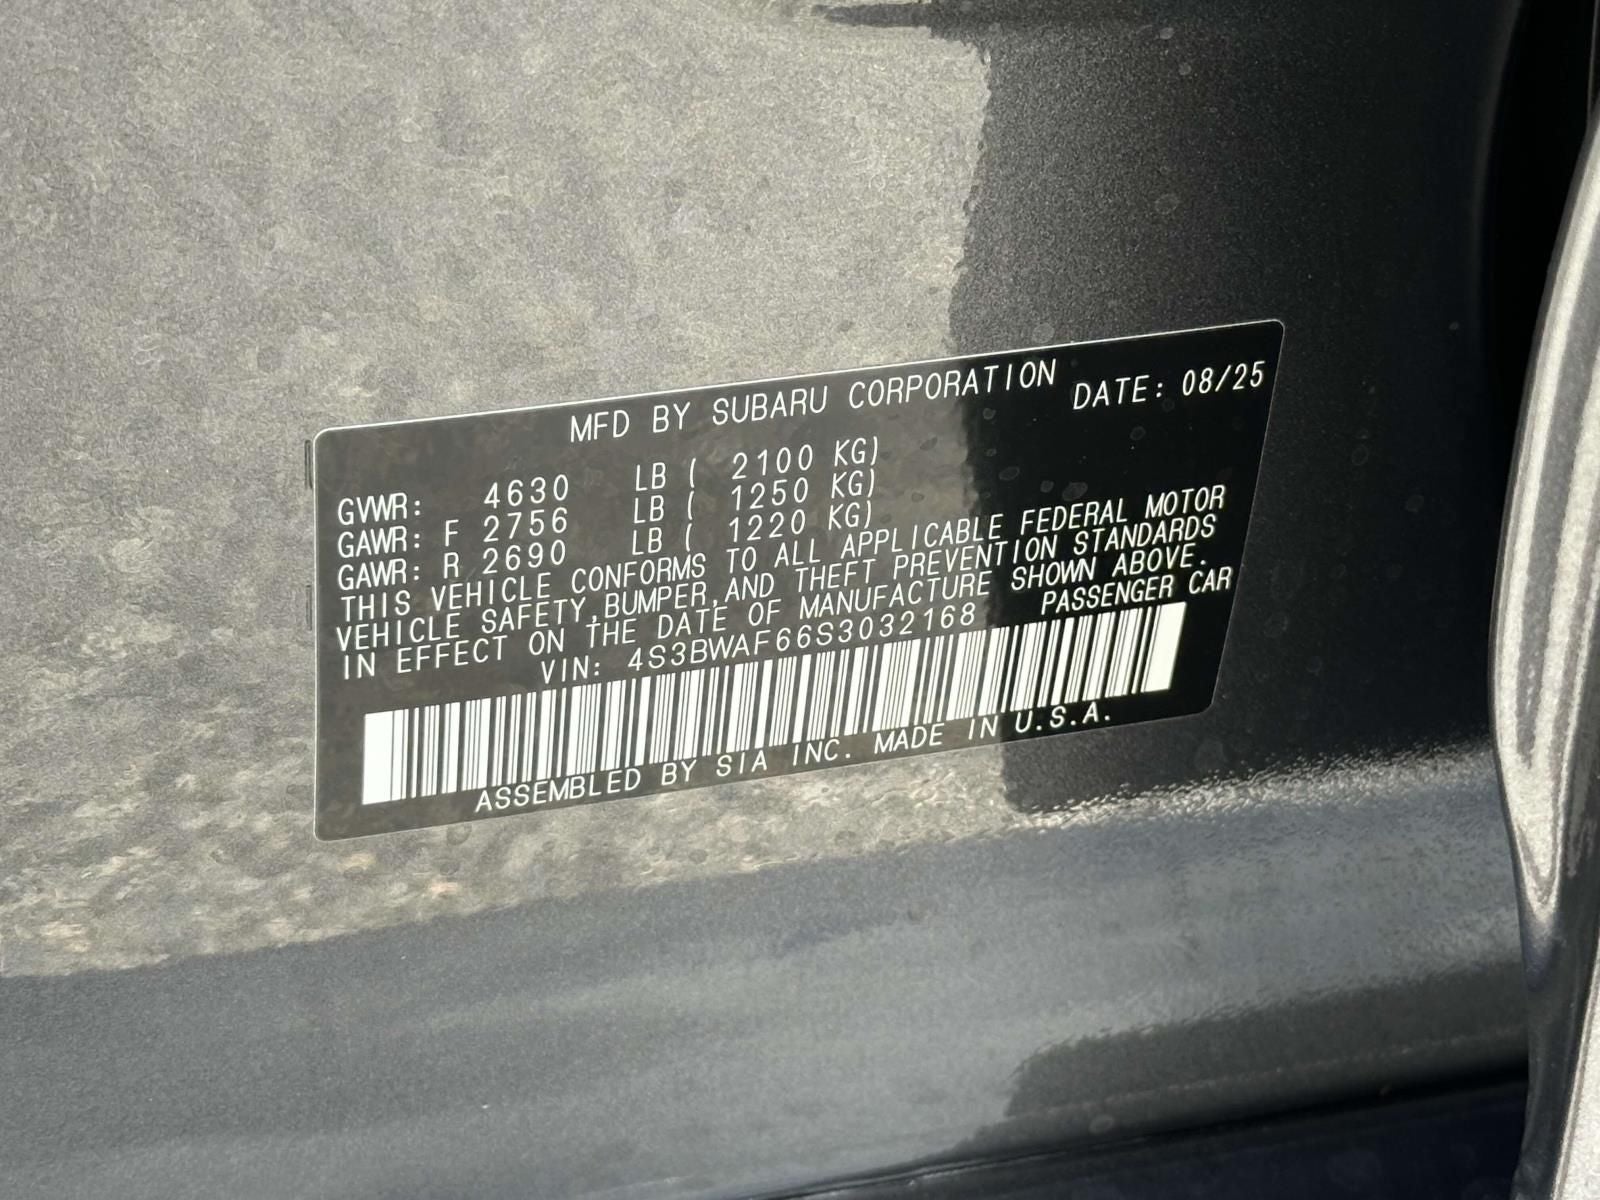 MFD BY SUBARU CORPORATION DATE: 08/25
GVWR: 4630 LB ( 2100 KG)
GAWR: F 2756 LB ( 1250 KG)
GAWR: R 2690 LB ( 1220 KG)
THIS VEHICLE CONFORMS TO ALL APPLICABLE FEDERAL MOTOR
VEHICLE SAFETY,BUMPER,AND THEFT PREVENTION STANDARDS
IN EFFECT ON THE DATE OF MANUFACTURE SHOWN ABOVE.
VIN: 4S3BWAF66S3032168 PASSENGER CAR
ASSEMBLED BY SIA INC. MADE IN U.S.A.